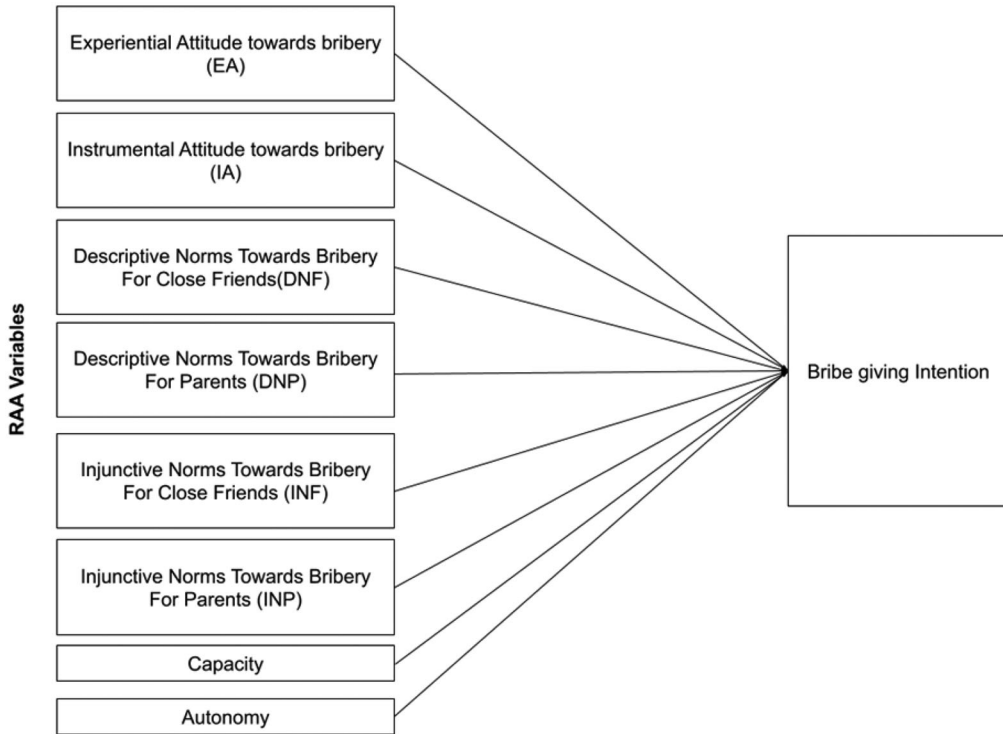 RAA Variables
Experiential Attitude towards bribery
(EA)
Instrumental Attitude towards bribery
(IA)
Descriptive Norms Towards Bribery
For Close Friends(DNF)
Descriptive Norms Towards Bribery
For Parents (DNP)
Injunctive Norms Towards Bribery
For Close Friends (INF)
Injunctive Norms Towards Bribery
For Parents (INP)
Capacity
Autonomy
Bribe giving Intention